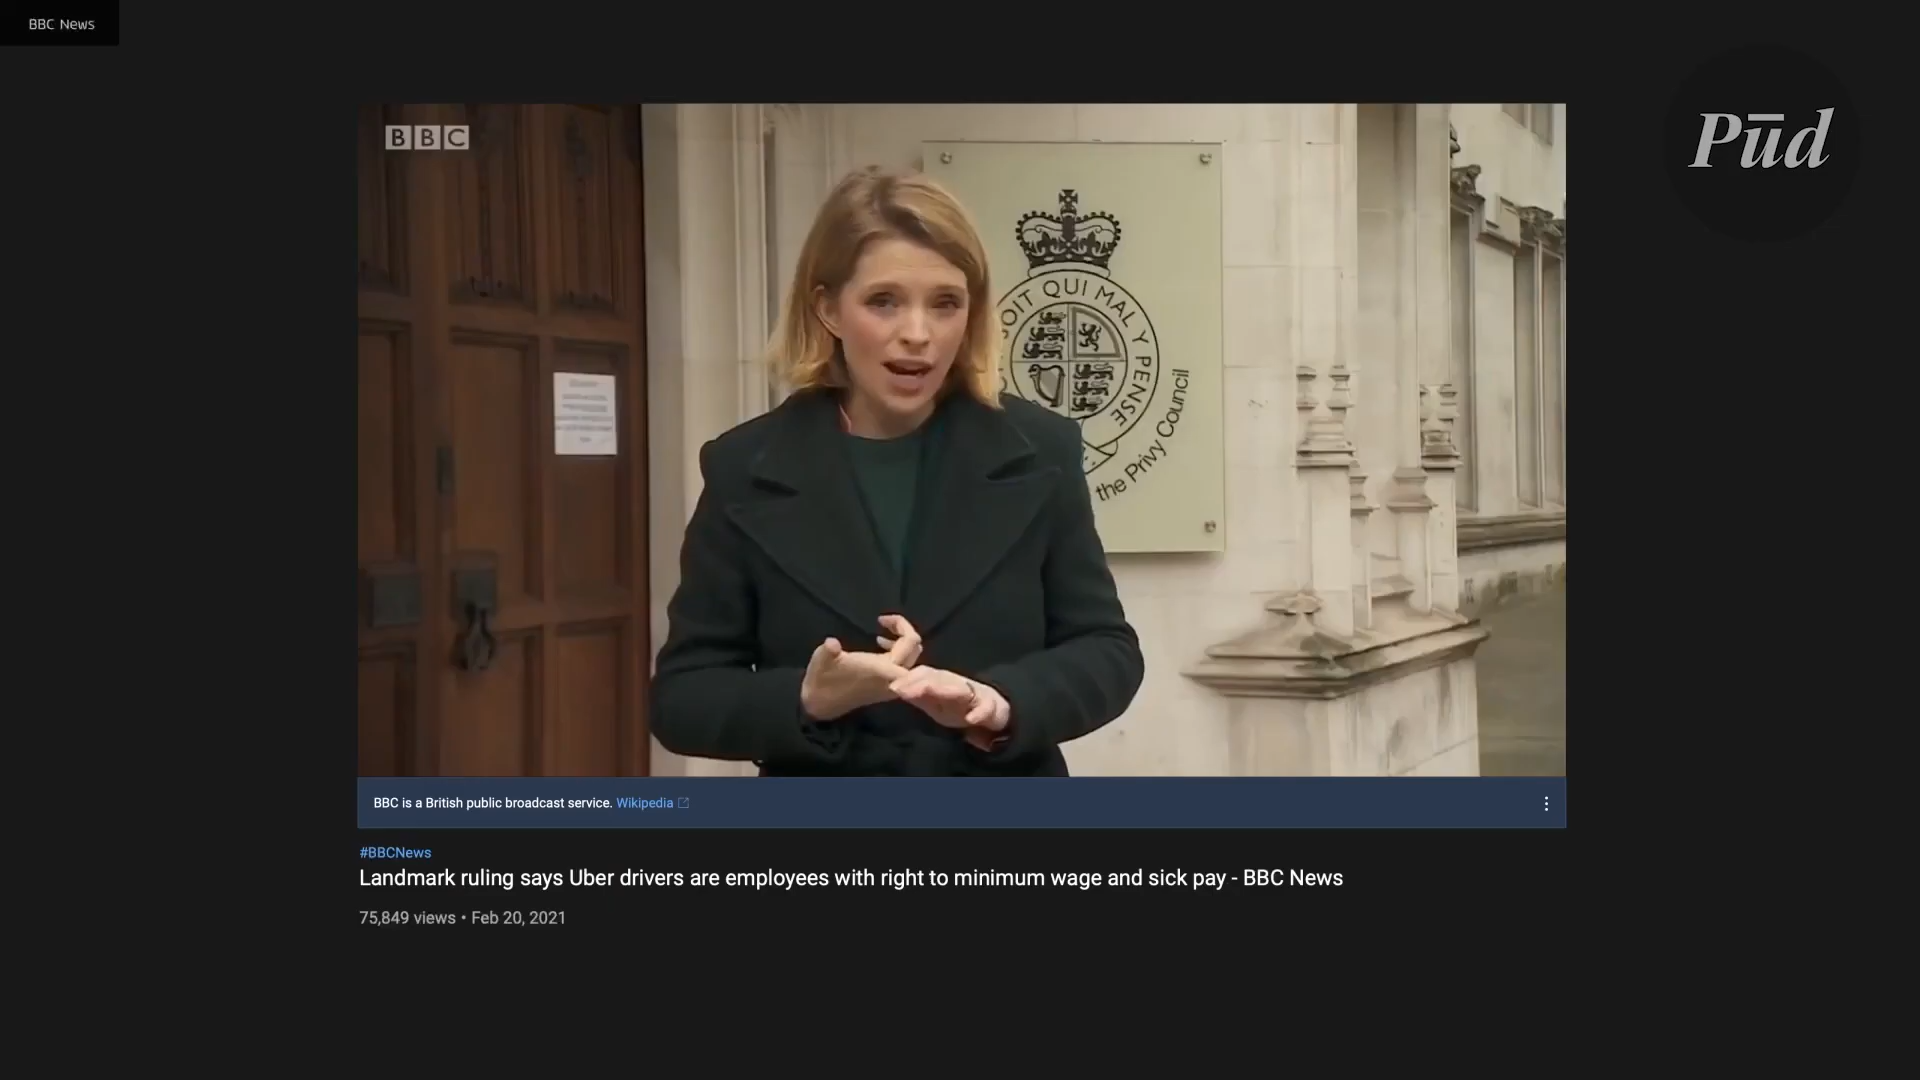 BBC News
Pūd
BBC
SOIT QUI MAL Y PENSE
the Privy Council
BBC is a British public broadcast service. Wikipedia
#BBCNews
Landmark ruling says Uber drivers are employees with right to minimum wage and sick pay - BBC News
75,849 views • Feb 20, 2021